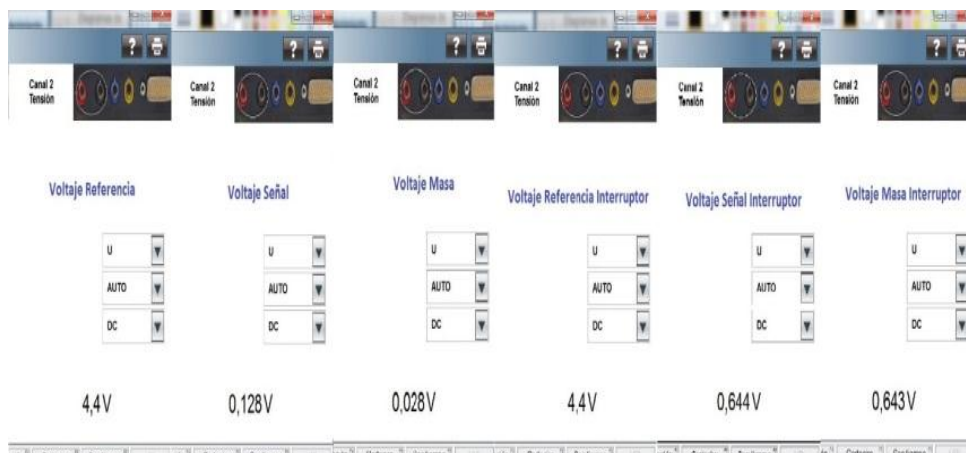 ?
?
?
?
?
?
Canal 2
Tensión
Canal 2
Tensión
Canal 2
Tensión
Canal 2
Tensión
Canal 2
Tensión
Canal 2
Tensión
Voltaje Referencia
Voltaje Señal
Voltaje Masa
Voltaje Referencia Interruptor
Voltaje Señal Interruptor
Voltaje Masa Interruptor
U
U
U
U
U
U
AUTO
AUTO
AUTO
AUTO
AUTO
AUTO
DC
DC
DC
DC
DC
DC
4,4V
0,128V
0,028V
4,4V
0,644V
0,643V